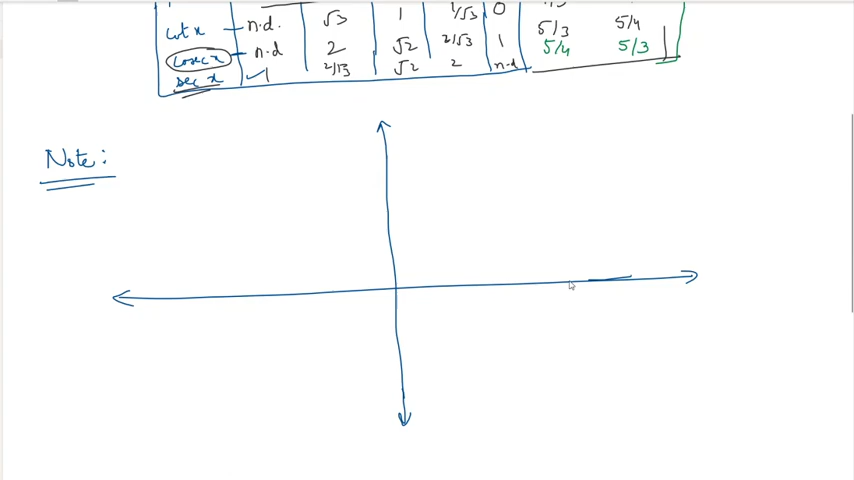 cot x n.d. √3 1 1/√3 0 5/3 5/4
cosec x n.d 2 √2 2/√3 1 5/4 5/3
sec x 1 2/√3 √2 2 n.d
Note: